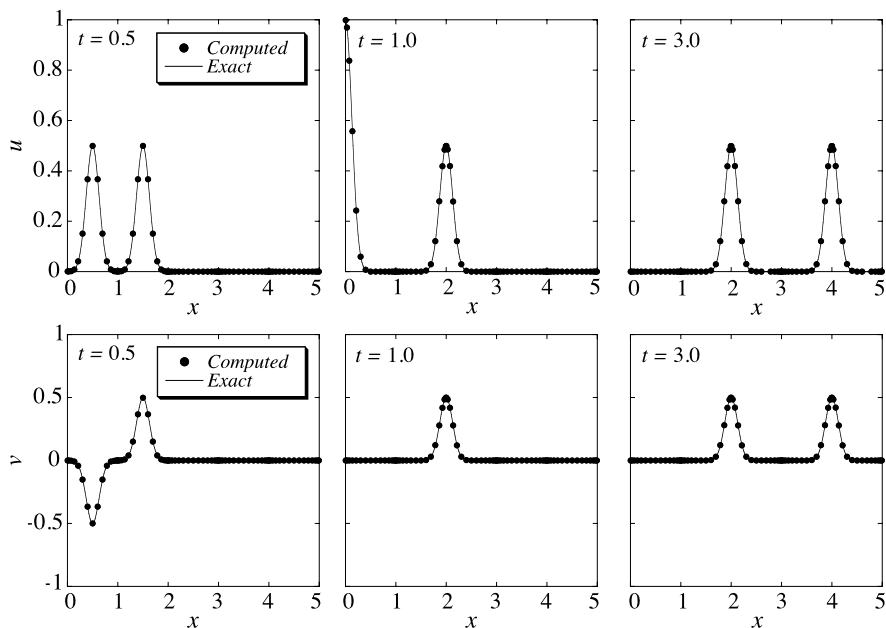 t = 0.5
Computed
Exact
t = 1.0
t = 3.0
1
0.8
0.6
0.4
0.2
0
u
0 1 2 3 4 5
0 1 2 3 4 5
0 1 2 3 4 5
x
x
x
t = 0.5
Computed
Exact
t = 1.0
t = 3.0
1
0.5
0
-0.5
-1
v
0 1 2 3 4 5
0 1 2 3 4 5
0 1 2 3 4 5
x
x
x